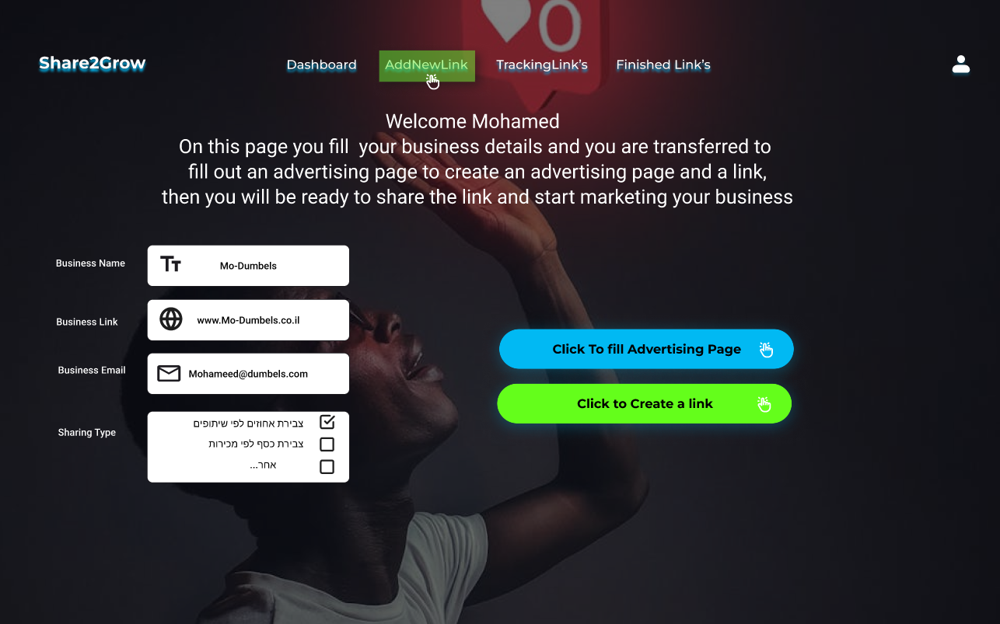 0
Share2Grow
Dashboard
AddNewLink
TrackingLink's
Finished Link's
Welcome Mohamed
On this page you fill  your business details and you are transferred to
fill out an advertising page to create an advertising page and a link,
then you will be ready to share the link and start marketing your business
Business Name
Mo-Dumbels
Business Link
www.Mo-Dumbels.co.il
Business Email
Mohameed@dumbels.com
Sharing Type
צבירת אחוזים לפי שיתופים
צבירת כסף לפי מכירות
אחר...
Click To fill Advertising Page
Click to Create a link